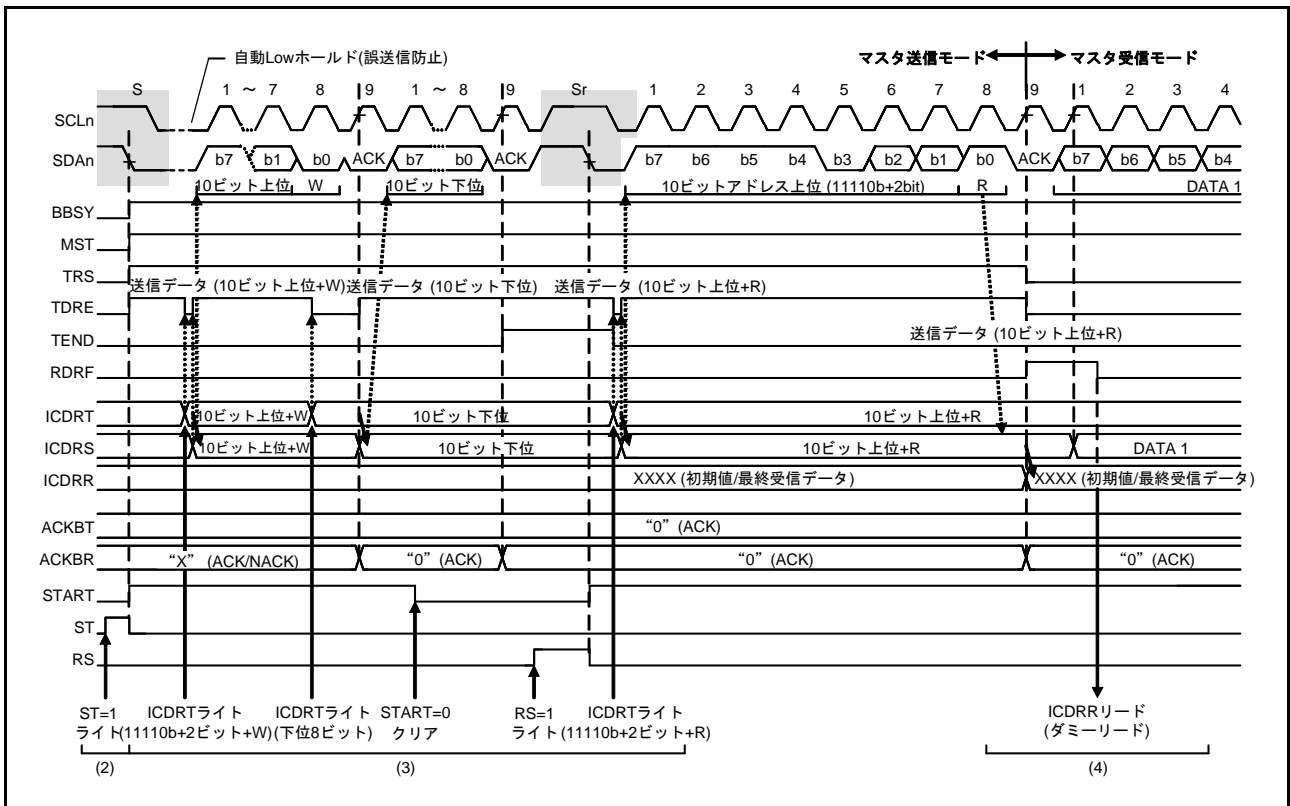 自動Lowホールド(誤送信防止)
マスタ送信モード マスタ受信モード
S 1 ～ 7 8 9 1 ～ 8 9 Sr 1 2 3 4 5 6 7 8 9 1 2 3 4
SCLn
SDAn b7 b1 b0 ACK b7 b0 ACK b7 b6 b5 b4 b3 b2 b1 b0 ACK b7 b6 b5 b4
10ビット上位 W 10ビット下位 10ビットアドレス上位 (11110b+2bit) R DATA 1
BBSY
MST
TRS
送信データ (10ビット上位+W) 送信データ (10ビット下位) 送信データ (10ビット上位+R)
TDRE
TEND 送信データ (10ビット上位+R)
RDRF
ICDRT 10ビット上位+W 10ビット下位 10ビット上位+R
ICDRS 10ビット上位+W 10ビット下位 10ビット上位+R DATA 1
ICDRR XXXX (初期値/最終受信データ) XXXX (初期値/最終受信データ)
ACKBT “0” (ACK)
ACKBR “X” (ACK/NACK) “0” (ACK) “0” (ACK) “0” (ACK)
START
ST
RS
ST=1 ICDRTライト ICDRTライト START=0 RS=1 ICDRTライト ICDRRリード
ライト (11110b+2ビット+W) (下位8ビット) クリア ライト (11110b+2ビット+R) (ダミーリード)
(2) (3) (4)